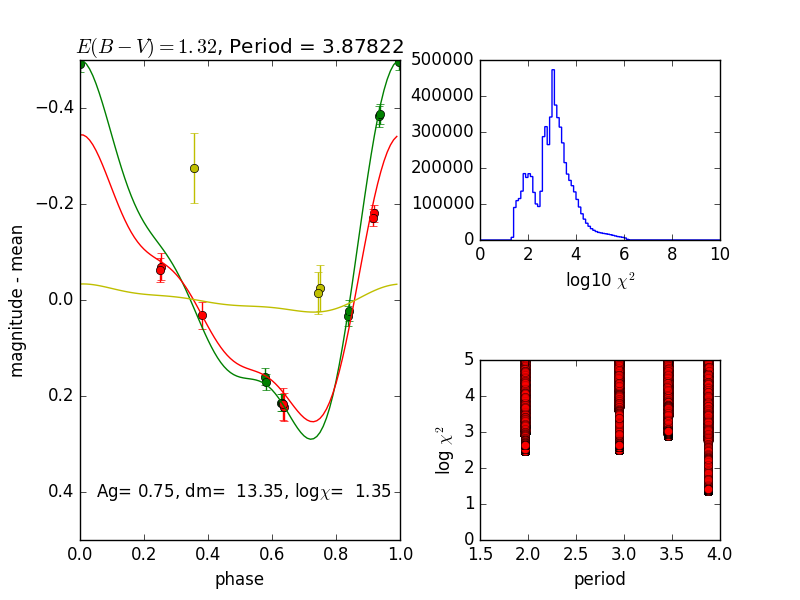 E(B−V)=1.32, Period = 3.87822
−0.4
−0.2
0.0
0.2
0.4
magnitude - mean
Ag= 0.75, dm= 13.35, logχ= 1.35
0.0 0.2 0.4 0.6 0.8 1.0
phase
500000
400000
300000
200000
100000
0
0 2 4 6 8 10
log10 χ²
5
4
3
2
1
0
log χ²
1.5 2.0 2.5 3.0 3.5 4.0
period